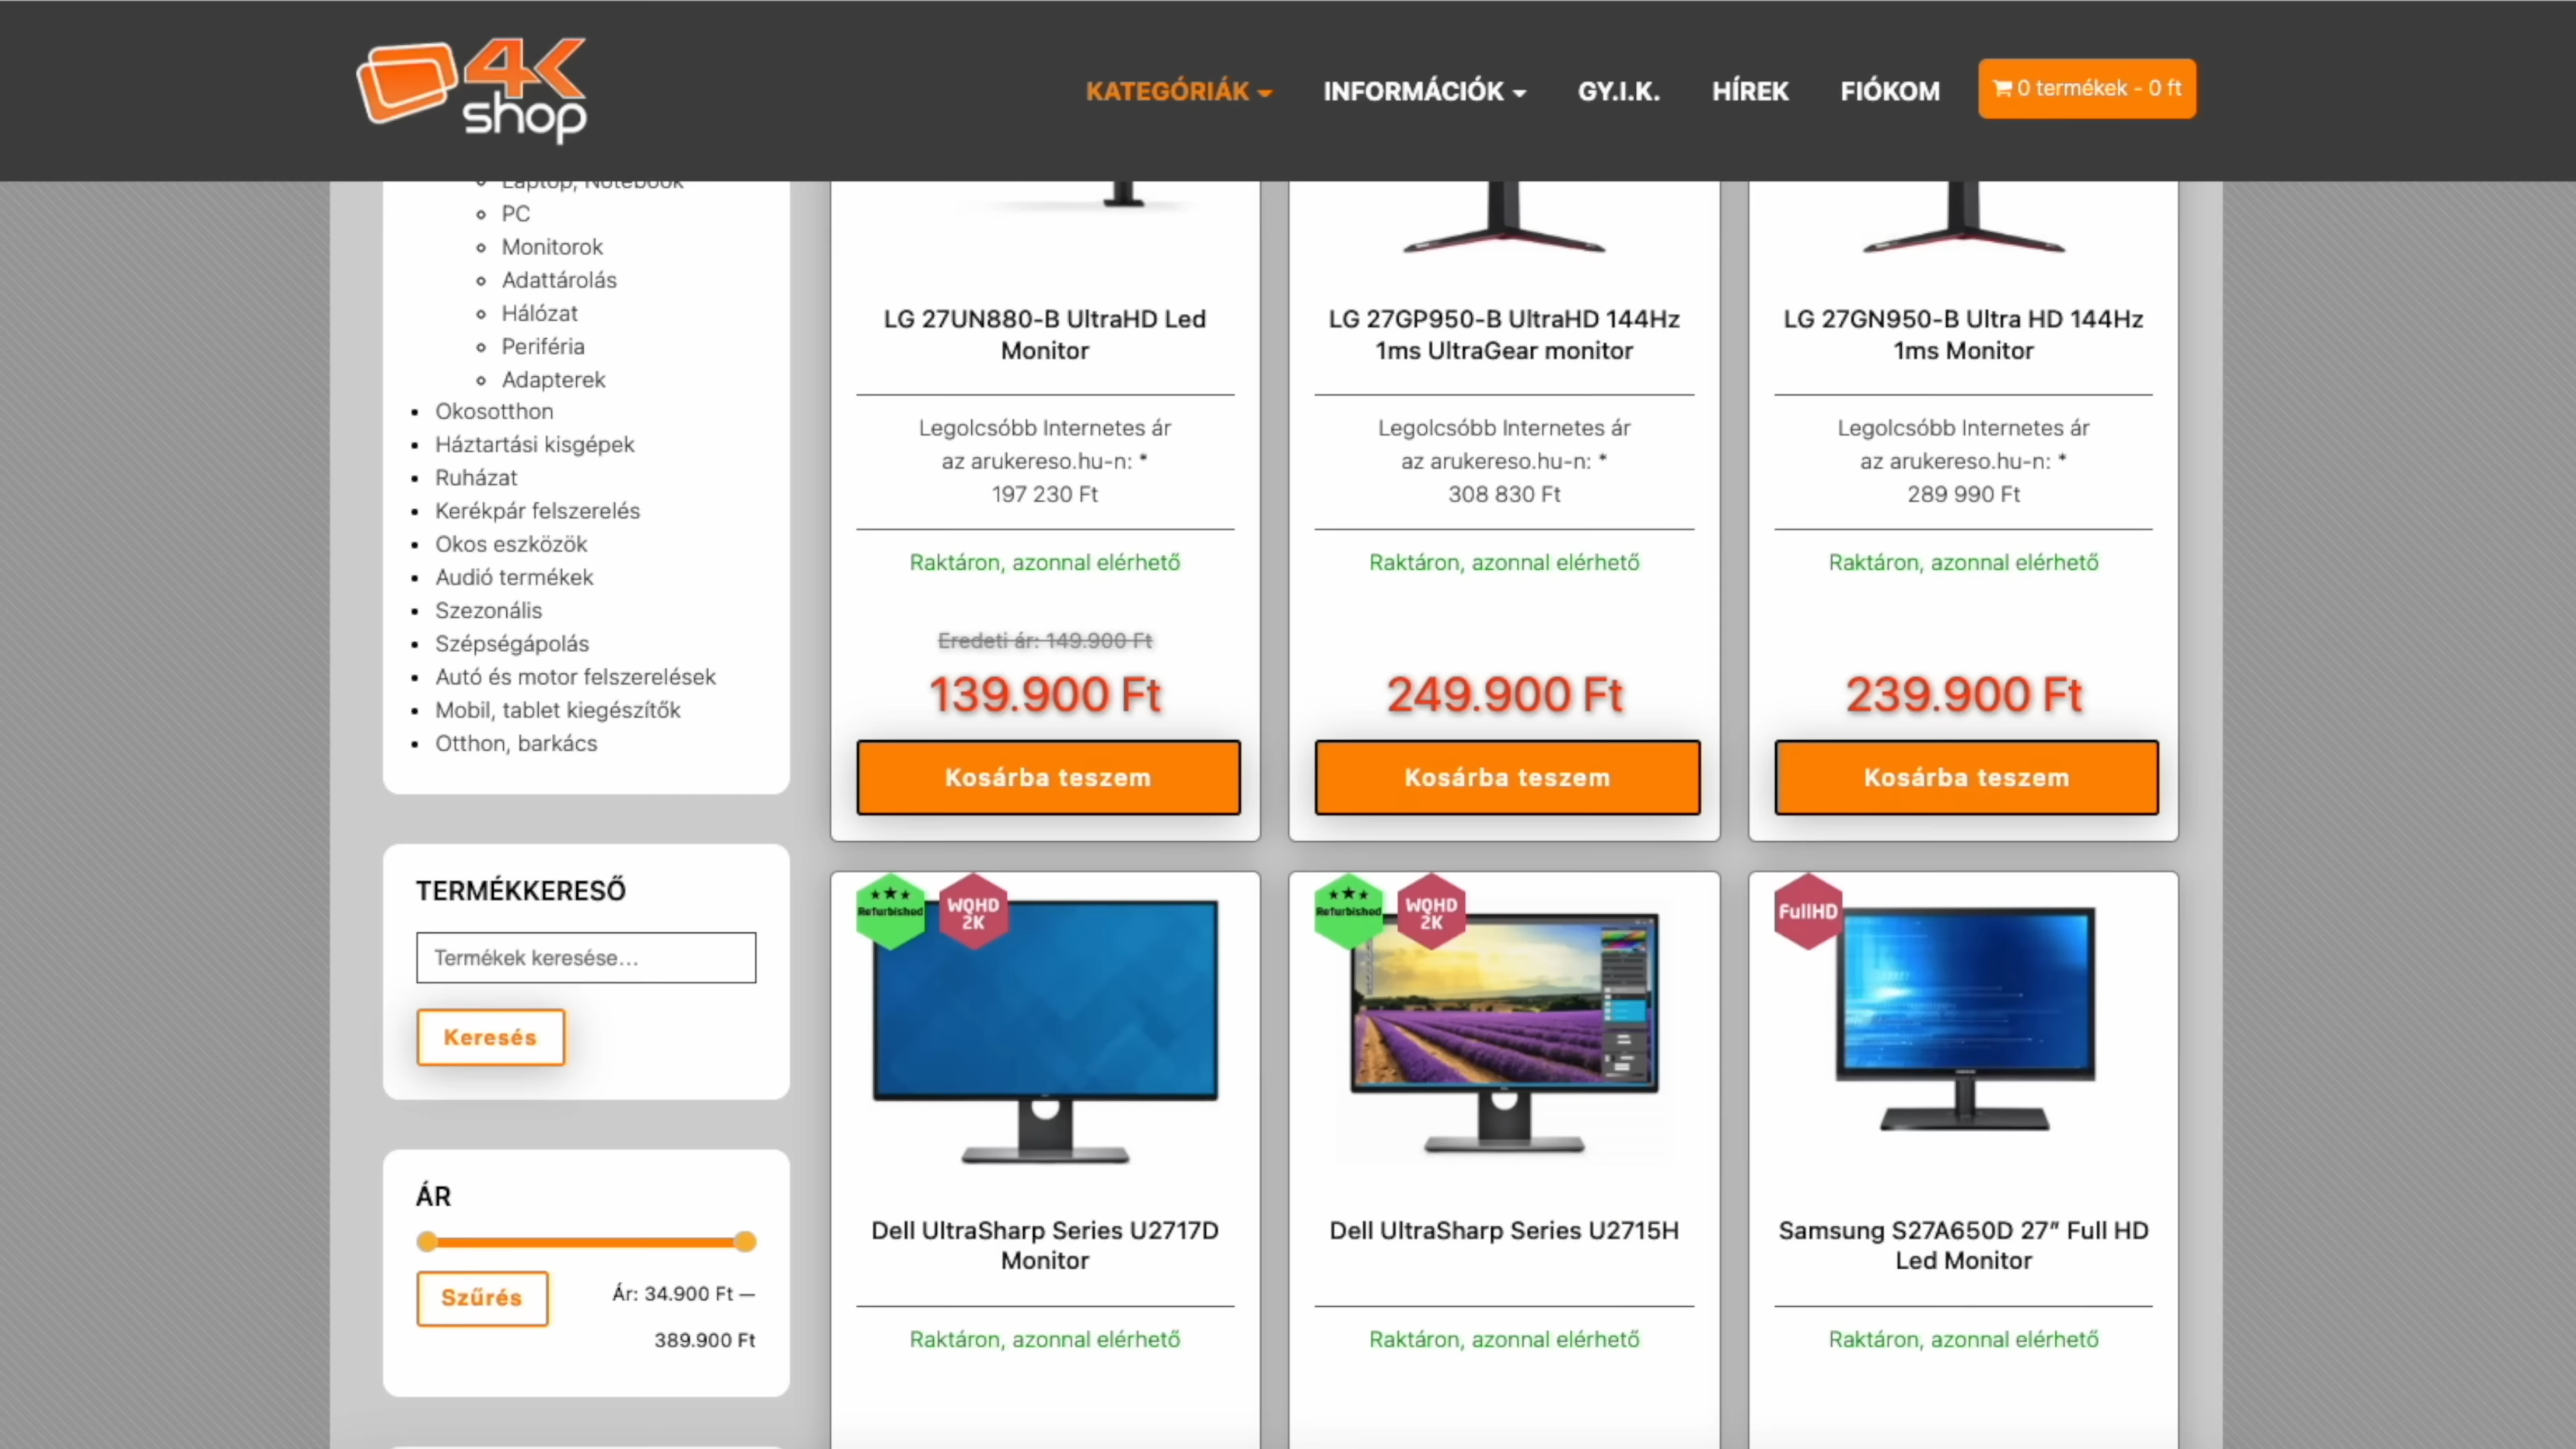 4K
shop
KATEGÓRIÁK
INFORMÁCIÓK
GY.I.K.
HÍREK
FIÓKOM
0 termékek - 0 ft
Laptop, Notebook
PC
Monitorok
Adattárolás
Hálózat
Periféria
Adapterek
Okosotthon
Háztartási kisgépek
Ruházat
Kerékpár felszerelés
Okos eszközök
Audió termékek
Szezonális
Szépségápolás
Autó és motor felszerelések
Mobil, tablet kiegészítők
Otthon, barkács
TERMÉKKERESŐ
Termékek keresése...
Keresés
ÁR
Szűrés
Ár: 34.900 Ft —
389.900 Ft
LG 27UN880-B UltraHD Led
Monitor
Legolcsóbb Internetes ár
az arukereso.hu-n: *
197 230 Ft
Raktáron, azonnal elérhető
Eredeti ár: 149.900 Ft
139.900 Ft
Kosárba teszem
LG 27GP950-B UltraHD 144Hz
1ms UltraGear monitor
Legolcsóbb Internetes ár
az arukereso.hu-n: *
308 830 Ft
Raktáron, azonnal elérhető
249.900 Ft
Kosárba teszem
LG 27GN950-B Ultra HD 144Hz
1ms Monitor
Legolcsóbb Internetes ár
az arukereso.hu-n: *
289 990 Ft
Raktáron, azonnal elérhető
239.900 Ft
Kosárba teszem
Refurbished
WQHD
2K
Dell UltraSharp Series U2717D
Monitor
Raktáron, azonnal elérhető
Refurbished
WQHD
2K
Dell UltraSharp Series U2715H
Raktáron, azonnal elérhető
FullHD
Samsung S27A650D 27″ Full HD
Led Monitor
Raktáron, azonnal elérhető